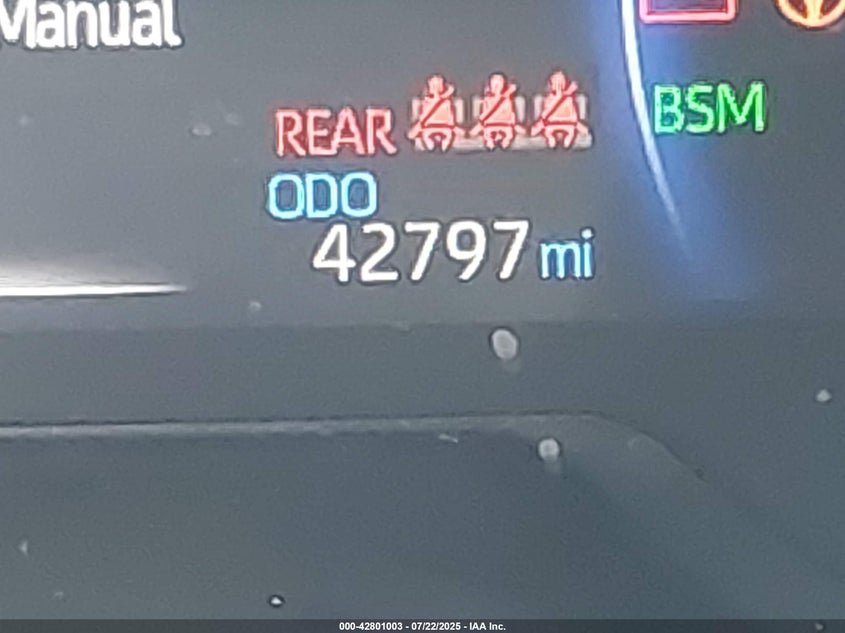 Manual
REAR
BSM
ODO
42797 mi
000-42801003 - 07/22/2025 - IAA Inc.